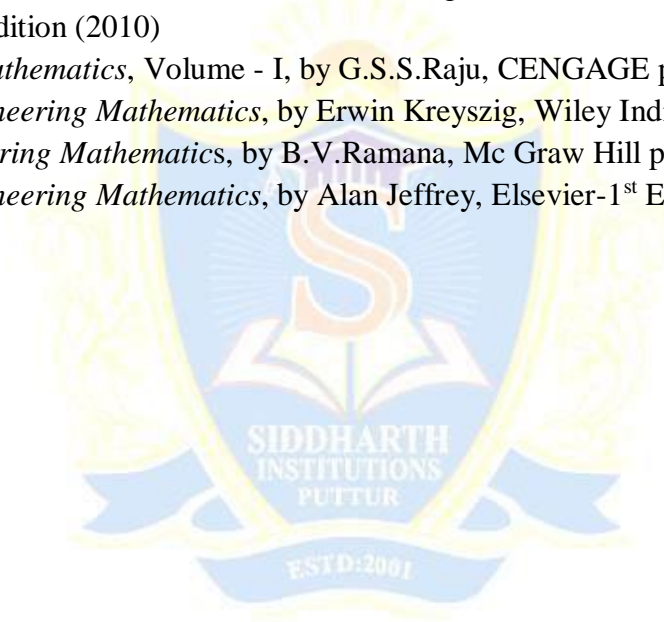 dition (2010)
athematics, Volume - I, by G.S.S.Raju, CENGAGE p
neering Mathematics, by Erwin Kreyszig, Wiley Indi
ring Mathematics, by B.V.Ramana, Mc Graw Hill p
neering Mathematics, by Alan Jeffrey, Elsevier-1st E
S
SIDDHARTH
INSTITUTIONS
PUTTUR
ESTD:2001